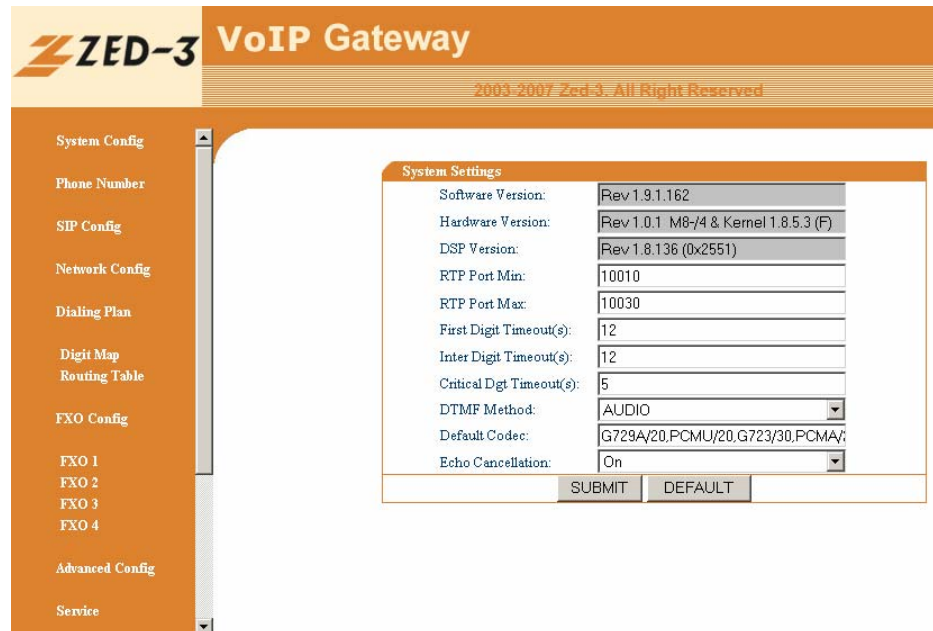 ZED-3 VoIP Gateway
2003-2007 Zed-3. All Right Reserved
System Config
Phone Number
SIP Config
Network Config
Dialing Plan
Digit Map
Routing Table
FXO Config
FXO 1
FXO 2
FXO 3
FXO 4
Advanced Config
Service
System Settings
Software Version: Rev 1.9.1.162
Hardware Version: Rev 1.0.1 M8-/4 & Kernel 1.8.5.3 (F)
DSP Version: Rev 1.8.136 (0x2551)
RTP Port Min: 10010
RTP Port Max: 10030
First Digit Timeout(s): 12
Inter Digit Timeout(s): 12
Critical Dgt Timeout(s): 5
DTMF Method: AUDIO
Default Codec: G729A/20,PCMU/20,G723/30,PCMA/
Echo Cancellation: On
SUBMIT DEFAULT